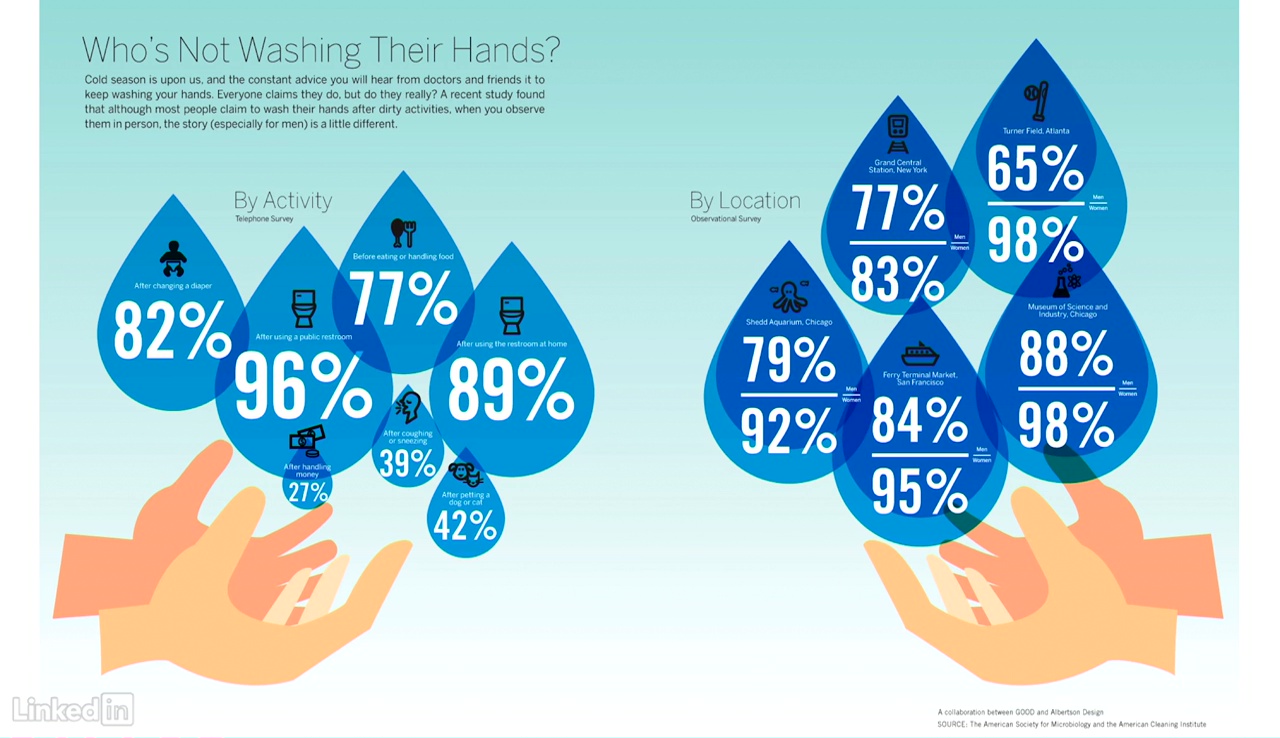 Who's Not Washing Their Hands?
Cold season is upon us, and the constant advice you will hear from doctors and friends it to
keep washing your hands. Everyone claims they do, but do they really? A recent study found
that although most people claim to wash their hands after dirty activities, when you observe
them in person, the story (especially for men) is a little different.
By Activity
Telephone Survey
After changing a diaper
82%
After using a public restroom
96%
Before eating or handling food
77%
After using the restroom at home
89%
After handling
money
27%
After coughing
or sneezing
39%
After petting a
dog or cat
42%
By Location
Observational Survey
Grand Central
Station, New York
77%
Men
Women
83%
Turner Field, Atlanta
65%
Men
Women
98%
Shedd Aquarium, Chicago
79%
Men
Women
92%
Ferry Terminal Market,
San Francisco
84%
Men
Women
95%
Museum of Science and
Industry, Chicago
88%
Men
Women
98%
Linked in
A collaboration between GOOD and Albertson Design
SOURCE: The American Society for Microbiology and the American Cleaning Institute